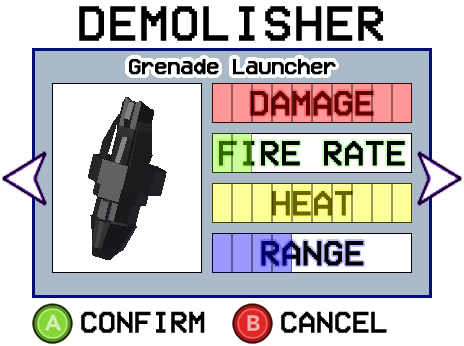 DEMOLISHER
Grenade Launcher
DAMAGE
FIRE RATE
HEAT
RANGE
A CONFIRM B CANCEL